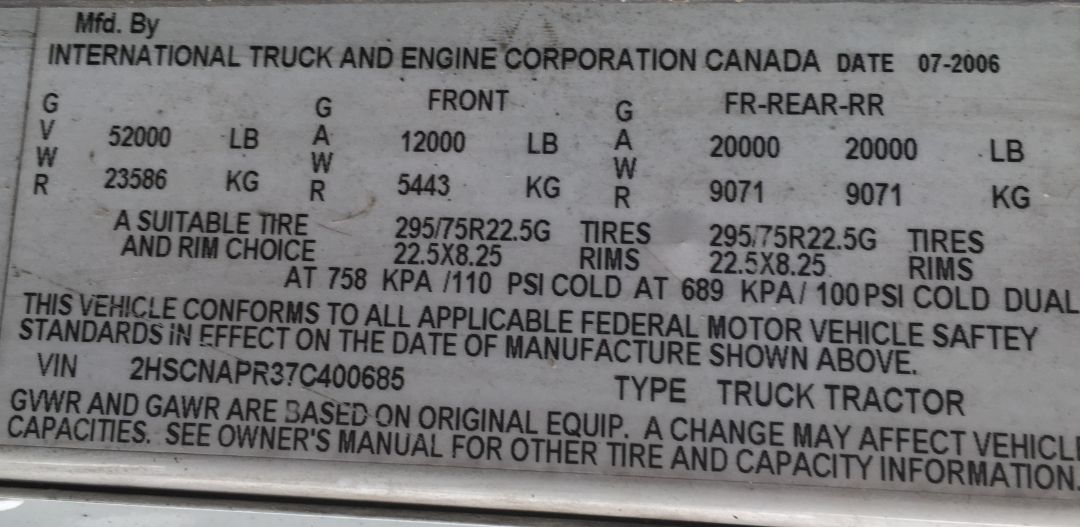 Mfd. By
INTERNATIONAL TRUCK AND ENGINE CORPORATION CANADA DATE 07-2006
GVWR 52000 LB GAWR FRONT 12000 LB GAWR FR-REAR-RR 20000 20000 LB
23586 KG 5443 KG 9071 9071 KG
A SUITABLE TIRE 295/75R22.5G TIRES 295/75R22.5G TIRES
AND RIM CHOICE 22.5X8.25 RIMS 22.5X8.25 RIMS
AT 758 KPA /110 PSI COLD AT 689 KPA/ 100 PSI COLD DUAL
THIS VEHICLE CONFORMS TO ALL APPLICABLE FEDERAL MOTOR VEHICLE SAFTEY
STANDARDS IN EFFECT ON THE DATE OF MANUFACTURE SHOWN ABOVE.
VIN 2HSCNAPR37C400685 TYPE TRUCK TRACTOR
GVWR AND GAWR ARE BASED ON ORIGINAL EQUIP. A CHANGE MAY AFFECT VEHICLE
CAPACITIES. SEE OWNER'S MANUAL FOR OTHER TIRE AND CAPACITY INFORMATION.